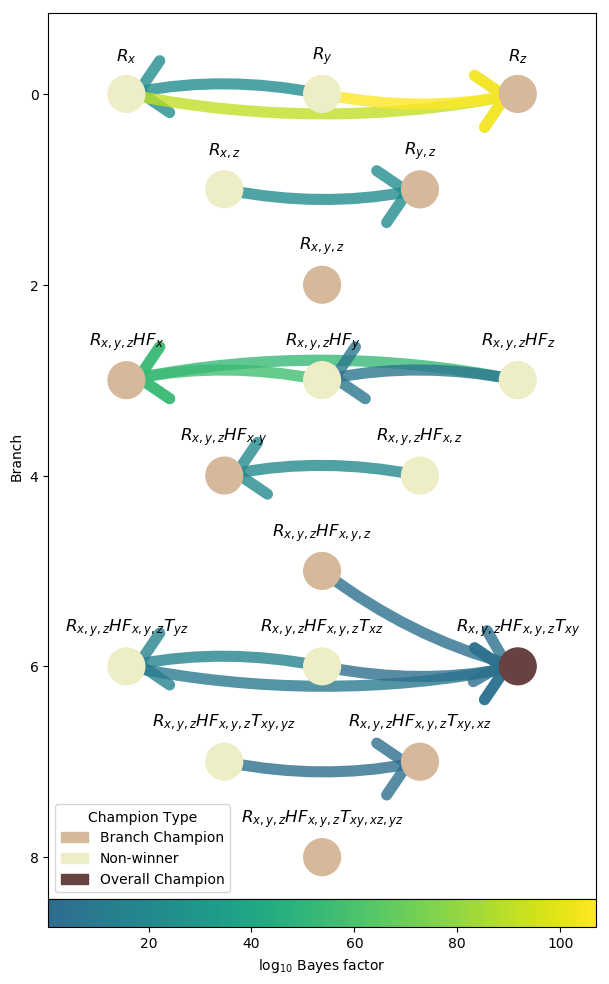 R_x R_y R_z
0
R_{x,z} R_{y,z}
R_{x,y,z}
2
R_{x,y,z}HF_x R_{x,y,z}HF_y R_{x,y,z}HF_z
R_{x,y,z}HF_{x,y} R_{x,y,z}HF_{x,z}
Branch
4
R_{x,y,z}HF_{x,y,z}
R_{x,y,z}HF_{x,y,z}T_{yz} R_{x,y,z}HF_{x,y,z}T_{xz} R_{x,y,z}HF_{x,y,z}T_{xy}
6
R_{x,y,z}HF_{x,y,z}T_{xy,yz} R_{x,y,z}HF_{x,y,z}T_{xy,xz}
R_{x,y,z}HF_{x,y,z}T_{xy,xz,yz}
Champion Type
Branch Champion
Non-winner
Overall Champion
8
20 40 60 80 100
log_{10} Bayes factor